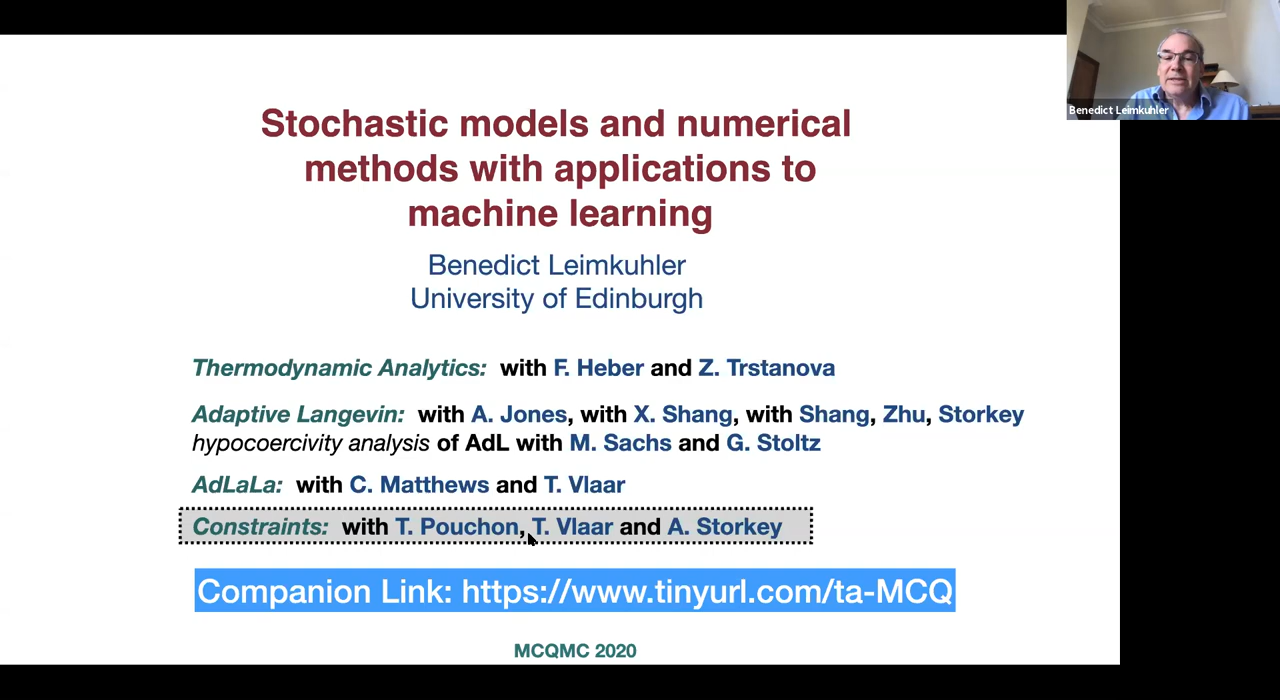 Stochastic models and numerical
methods with applications to
machine learning
Benedict Leimkuhler
University of Edinburgh
Thermodynamic Analytics: with F. Heber and Z. Trstanova
Adaptive Langevin: with A. Jones, with X. Shang, with Shang, Zhu, Storkey
hypocoercivity analysis of AdL with M. Sachs and G. Stoltz
AdLaLa: with C. Matthews and T. Vlaar
Constraints: with T. Pouchon, T. Vlaar and A. Storkey
Companion Link: https://www.tinyurl.com/ta-MCQ
MCQMC 2020
Benedict Leimkuhler